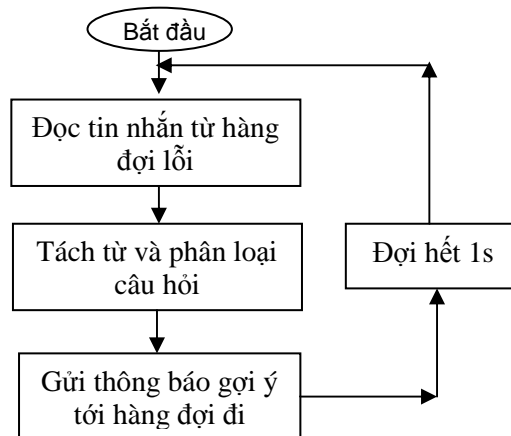 Bắt đầu
Đọc tin nhắn từ hàng
đợi lỗi
Tách từ và phân loại
câu hỏi
Đợi hết 1s
Gửi thông báo gợi ý
tới hàng đợi đi